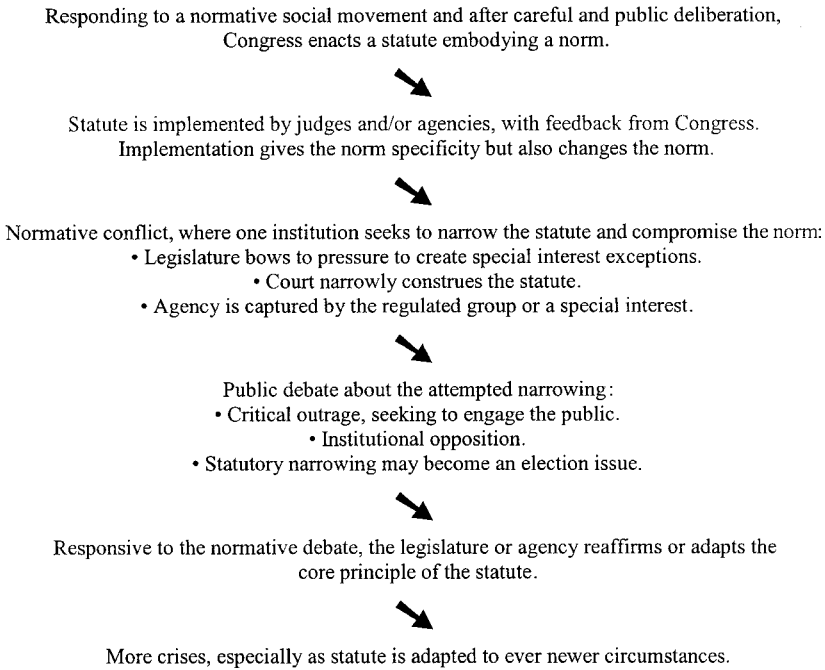 Responding to a normative social movement and after careful and public deliberation,
Congress enacts a statute embodying a norm.
Statute is implemented by judges and/or agencies, with feedback from Congress.
Implementation gives the norm specificity but also changes the norm.
Normative conflict, where one institution seeks to narrow the statute and compromise the norm:
• Legislature bows to pressure to create special interest exceptions.
• Court narrowly construes the statute.
• Agency is captured by the regulated group or a special interest.
Public debate about the attempted narrowing:
• Critical outrage, seeking to engage the public.
• Institutional opposition.
• Statutory narrowing may become an election issue.
Responsive to the normative debate, the legislature or agency reaffirms or adapts the
core principle of the statute.
More crises, especially as statute is adapted to ever newer circumstances.